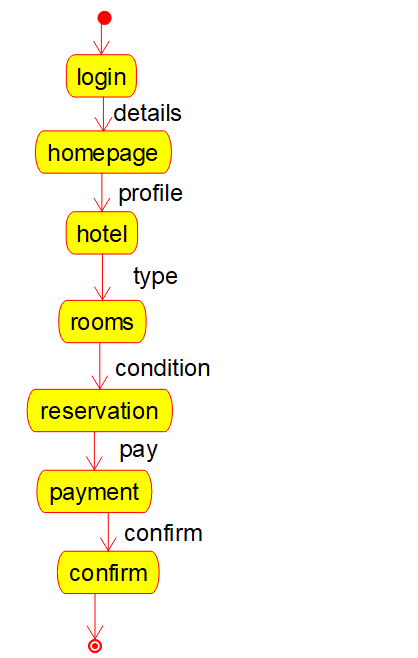 login
details
homepage
profile
hotel
type
rooms
condition
reservation
pay
payment
confirm
confirm